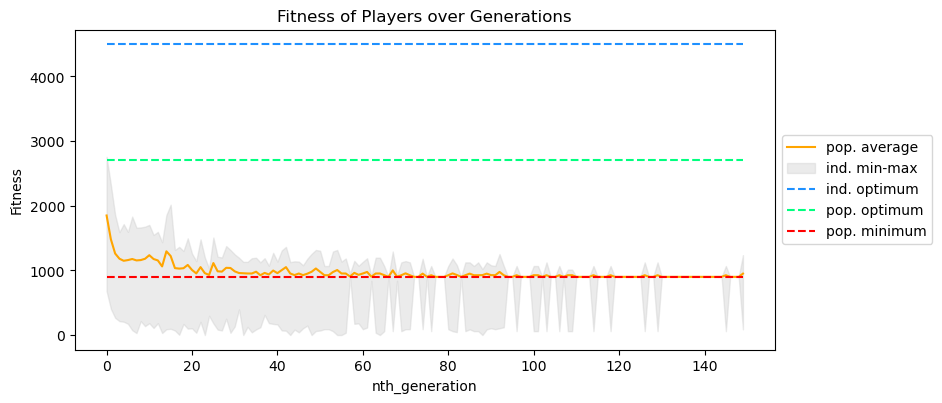 Fitness of Players over Generations
Fitness
4000
3000
2000
1000
0
0 20 40 60 80 100 120 140
nth_generation
pop. average
ind. min-max
ind. optimum
pop. optimum
pop. minimum